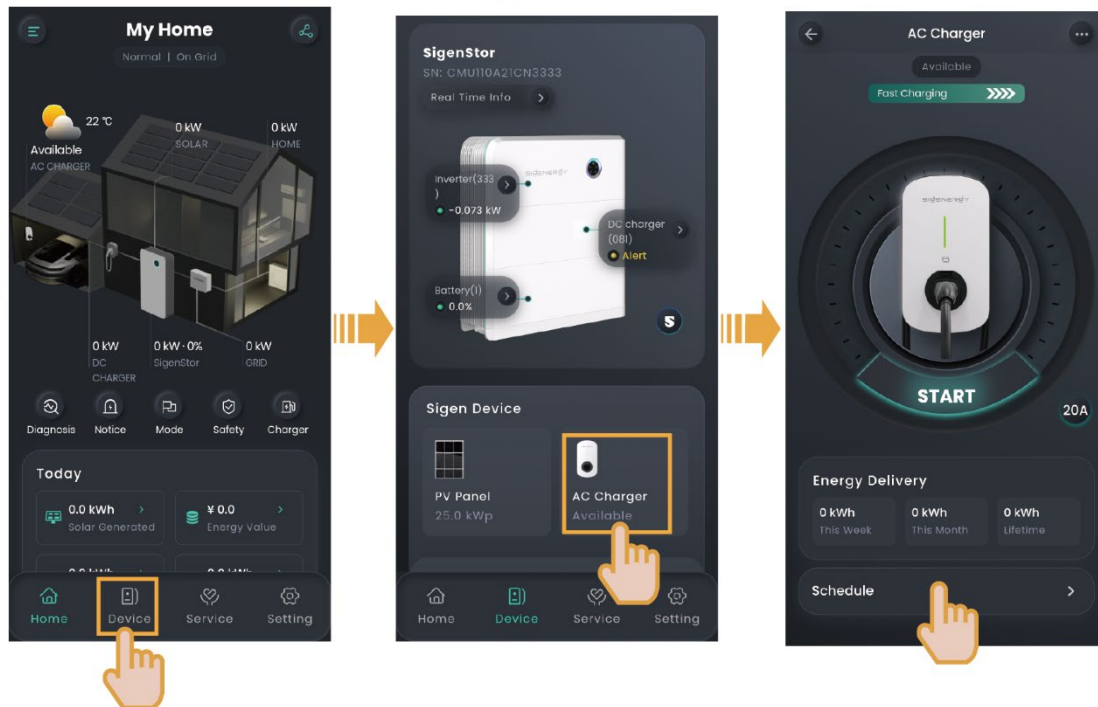 My Home
Normal | On Grid
22 ℃
Available
AC CHARGER
0 kW
SOLAR
0 kW
HOME
0 kW
DC
CHARGER
0 kW · 0%
SigenStor
0 kW
GRID
Diagnosis
Notice
Mode
Safety
Charger
Today
0.0 kWh
Solar Generated
¥ 0.0
Energy Value
Home
Device
Service
Setting
SigenStor
SN: CMU110A21CN3333
Real Time Info
SIGENERGY
Inverter(333
)
-0.073 kW
DC charger
(081)
Alert
Battery(1)
0.0%
Sigen Device
PV Panel
25.0 kWp
AC Charger
Available
Home
Device
Service
Setting
AC Charger
Available
Fast Charging
SIGENERGY
START
20A
Energy Delivery
0 kWh
This Week
0 kWh
This Month
0 kWh
Lifetime
Schedule